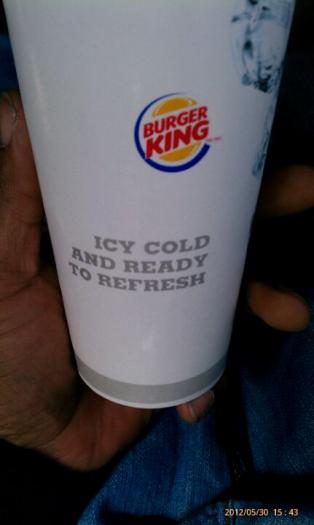 BURGER
KING
ICY COLD
AND READY
TO REFRESH
2012/05/30 15:43